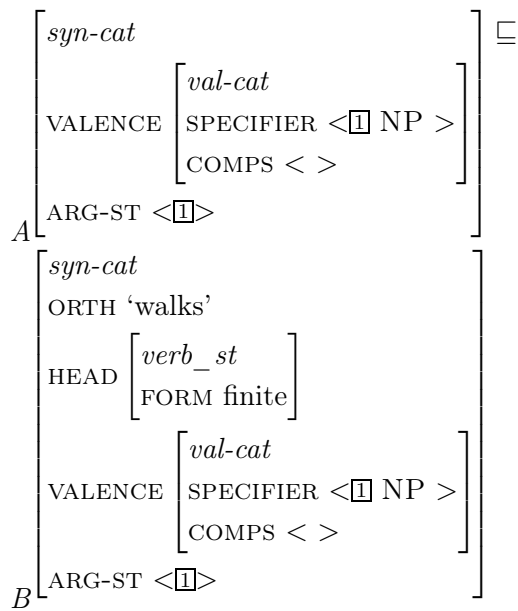 syn-cat ⊑
val-cat
VALENCE SPECIFIER <1 NP >
COMPS < >
ARG-ST <1>
A
syn-cat
ORTH ‘walks’
verb_st
HEAD
FORM finite
val-cat
VALENCE SPECIFIER <1 NP >
COMPS < >
ARG-ST <1>
B